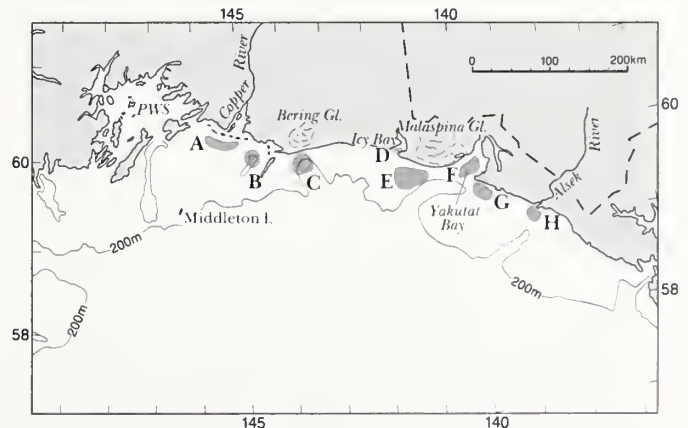 145
140
River
Copper
PWS
Bering Gl.
Icy Bay
Malaspina Gl.
0 100 200km
60
River
Alsek
60
A
B
C
D
E
F
G
H
Yakutat
Bay
Middleton I.
200m
200m
200m
58
58
145
140